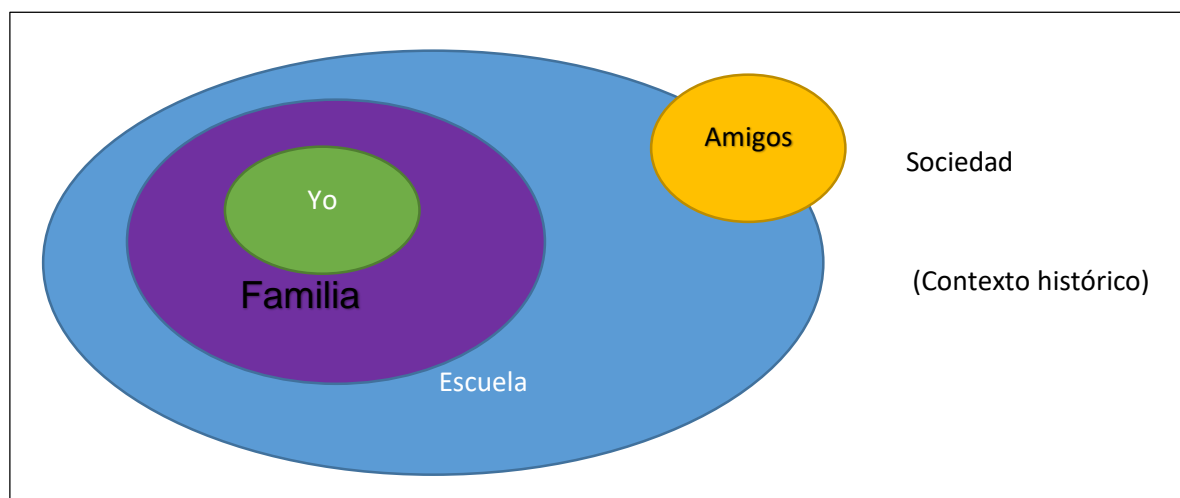 Amigos
Sociedad
Yo
(Contexto histórico)
Familia
Escuela